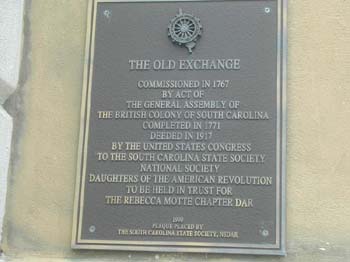 THE OLD EXCHANGE
COMMISSIONED IN 1767
BY ACT OF
THE GENERAL ASSEMBLY OF
THE BRITISH COLONY OF SOUTH CAROLINA
COMPLETED IN 1771
DEEDED IN 1917
BY THE UNITED STATES CONGRESS
TO THE SOUTH CAROLINA STATE SOCIETY
NATIONAL SOCIETY
DAUGHTERS OF THE AMERICAN REVOLUTION
TO BE HELD IN TRUST FOR
THE REBECCA MOTTE CHAPTER DAR
PLAQUE PLACED BY
THE SOUTH CAROLINA STATE SOCIETY, NSDAR